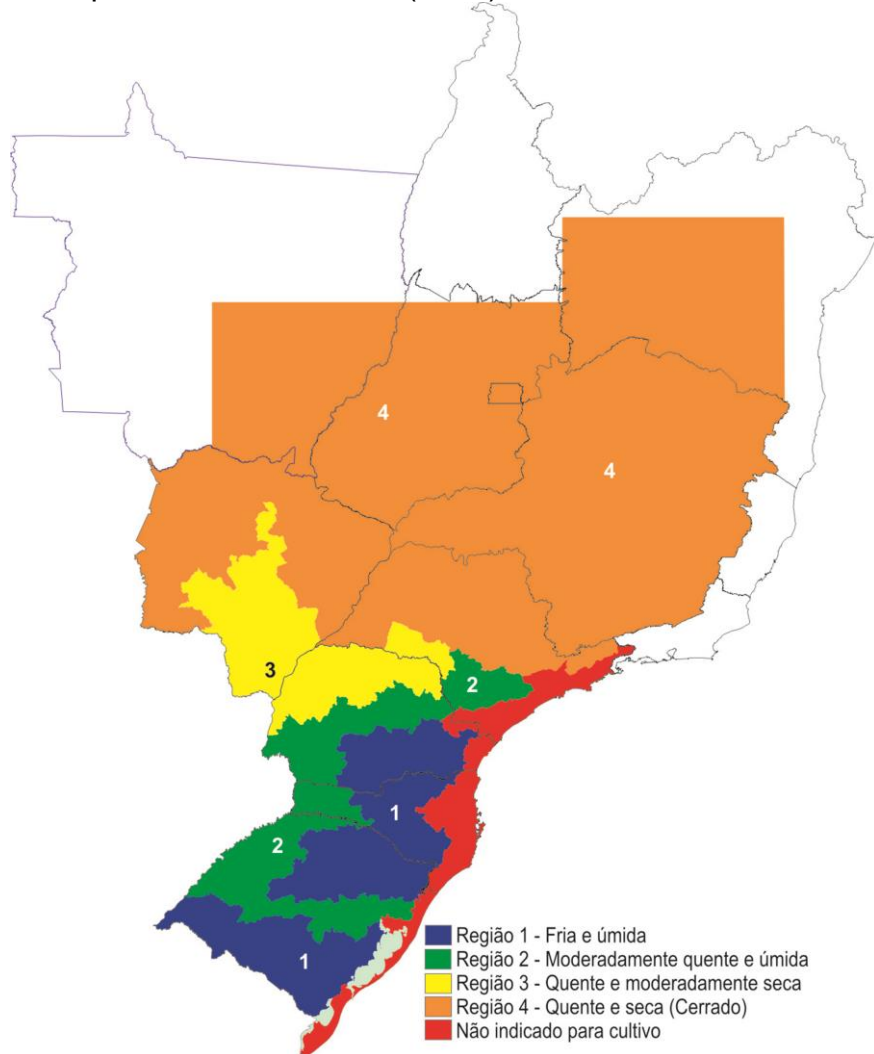 4
4
3
2
1
2
1
Região 1 - Fria e úmida
Região 2 - Moderadamente quente e úmida
Região 3 - Quente e moderadamente seca
Região 4 - Quente e seca (Cerrado)
Não indicado para cultivo